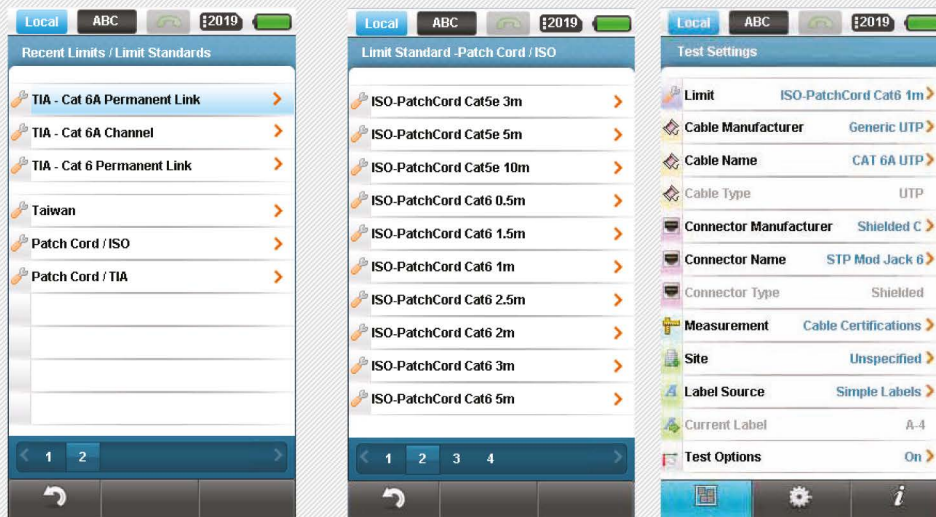 Local ABC 2019
Recent Limits / Limit Standards
TIA - Cat 6A Permanent Link
TIA - Cat 6A Channel
TIA - Cat 6 Permanent Link
Taiwan
Patch Cord / ISO
Patch Cord / TIA
1 2
Local ABC 2019
Limit Standard -Patch Cord / ISO
ISO-PatchCord Cat5e 3m
ISO-PatchCord Cat5e 5m
ISO-PatchCord Cat5e 10m
ISO-PatchCord Cat6 0.5m
ISO-PatchCord Cat6 1.5m
ISO-PatchCord Cat6 1m
ISO-PatchCord Cat6 2.5m
ISO-PatchCord Cat6 2m
ISO-PatchCord Cat6 3m
ISO-PatchCord Cat6 5m
1 2 3 4
Local ABC 2019
Test Settings
Limit ISO-PatchCord Cat6 1m
Cable Manufacturer Generic UTP
Cable Name CAT 6A UTP
Cable Type UTP
Connector Manufacturer Shielded C
Connector Name STP Mod Jack 6
Connector Type Shielded
Measurement Cable Certifications
Site Unspecified
Label Source Simple Labels
Current Label A-4
Test Options On
i